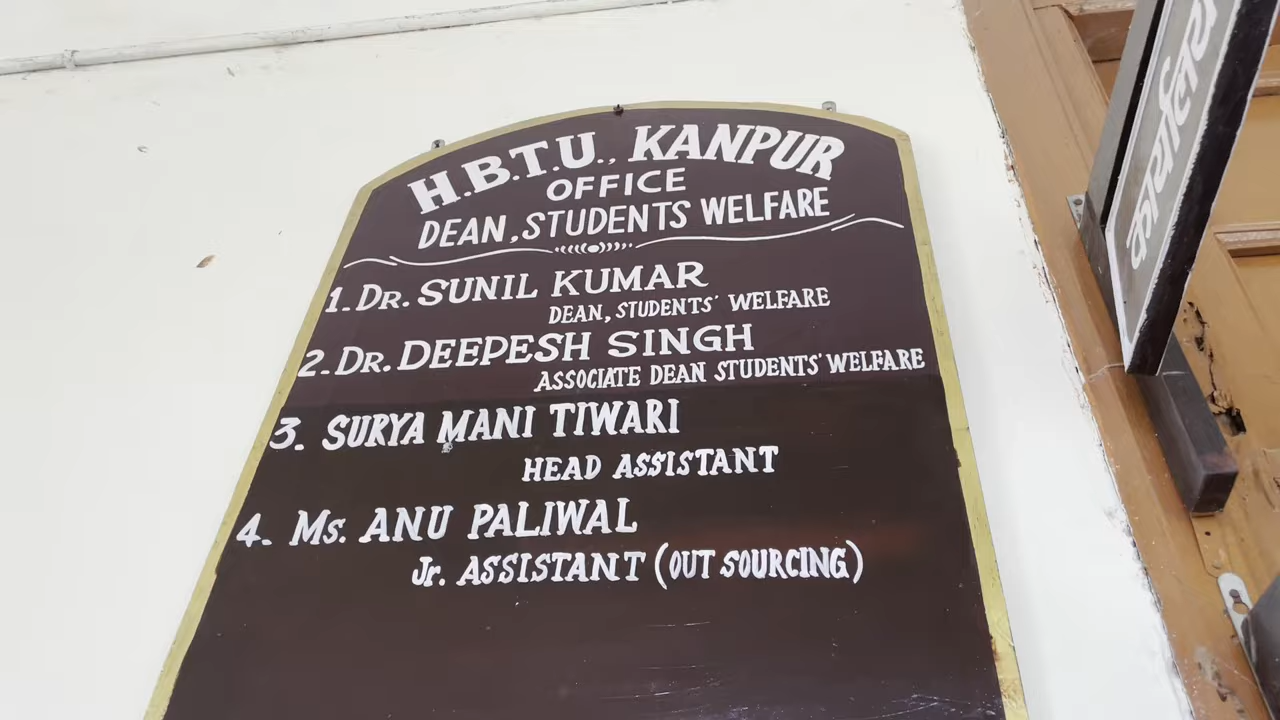 H.B.T.U., KANPUR
OFFICE
DEAN, STUDENTS WELFARE
1. DR. SUNIL KUMAR
DEAN, STUDENTS' WELFARE
2. DR. DEEPESH SINGH
ASSOCIATE DEAN STUDENTS' WELFARE
3. SURYA MANI TIWARI
HEAD ASSISTANT
4. Ms. ANU PALIWAL
Jr. ASSISTANT (OUT SOURCING)
कार्यालय